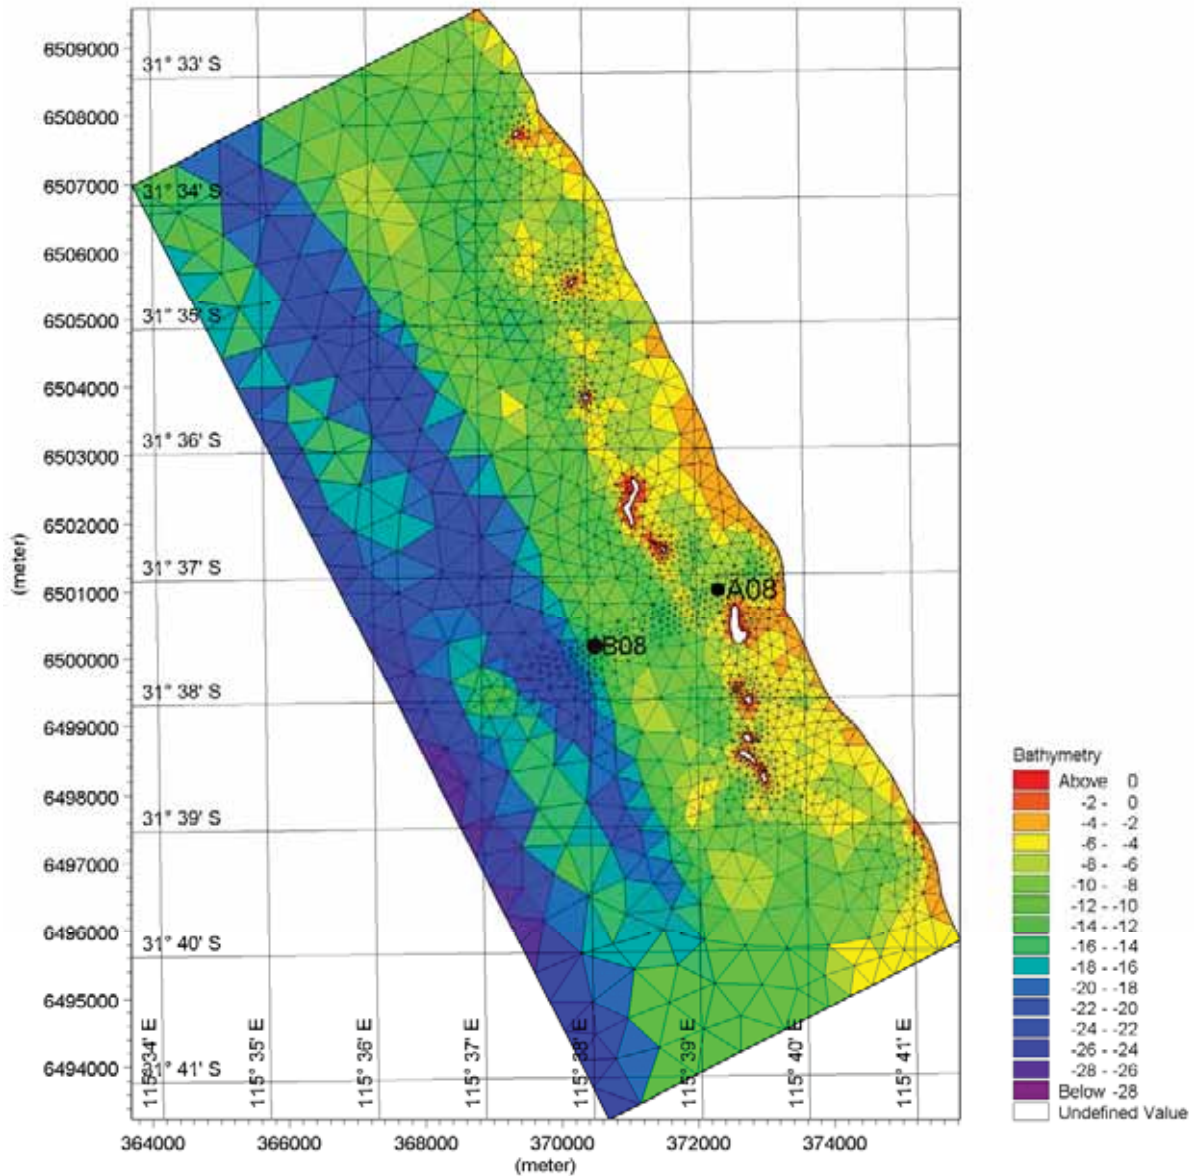 6509000
31° 33' S
6508000
6507000
31° 34' S
6506000
6505000
31° 35' S
6504000
6503000
31° 36' S
6502000
31° 37' S
6501000
A08
(meter)
6500000
B08
31° 38' S
6499000
6498000
31° 39' S
6497000
6496000
31° 40' S
6495000
6494000
31° 41' S
115° 34' E
115° 35' E
115° 36' E
115° 37' E
115° 38' E
115° 39' E
115° 40' E
115° 41' E
364000 366000 368000 370000 372000 374000
(meter)
Bathymetry
Above 0
-2 - 0
-4 - -2
-6 - -4
-8 - -6
-10 - -8
-12 - -10
-14 - -12
-16 - -14
-18 - -16
-20 - -18
-22 - -20
-24 - -22
-26 - -24
-28 - -26
Below -28
Undefined Value